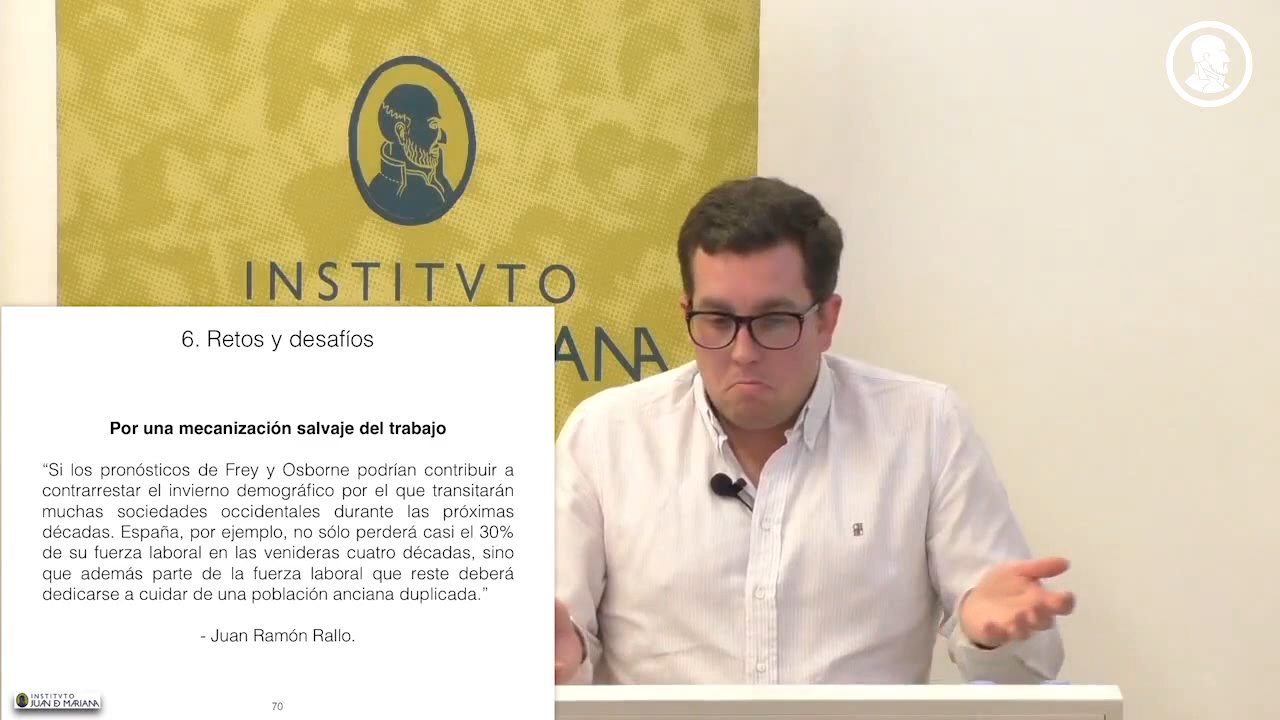 INSTITVTO
ANA
6. Retos y desafíos
Por una mecanización salvaje del trabajo
“Si los pronósticos de Frey y Osborne podrían contribuir a
contrarrestar el invierno demográfico por el que transitarán
muchas sociedades occidentales durante las próximas
décadas. España, por ejemplo, no sólo perderá casi el 30%
de su fuerza laboral en las venideras cuatro décadas, sino
que además parte de la fuerza laboral que reste deberá
dedicarse a cuidar de una población anciana duplicada.”
- Juan Ramón Rallo.
INSTITVTO
JUAN DE MARIANA
70